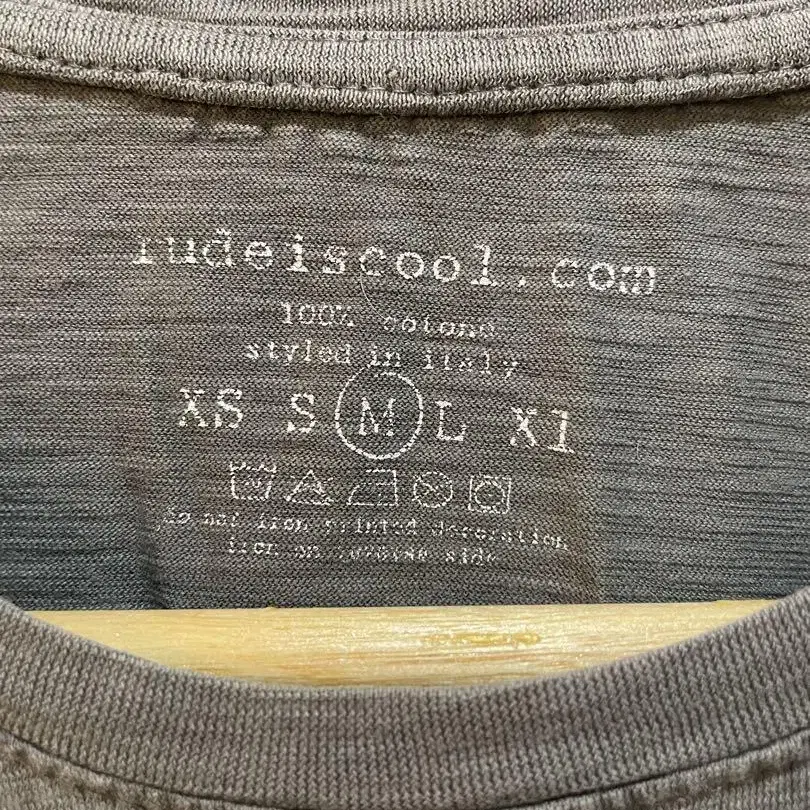 rudeiscool.com
100% cotone
styled in italy
XS S M L Xl
do not iron printed decoration
iron on reverse side